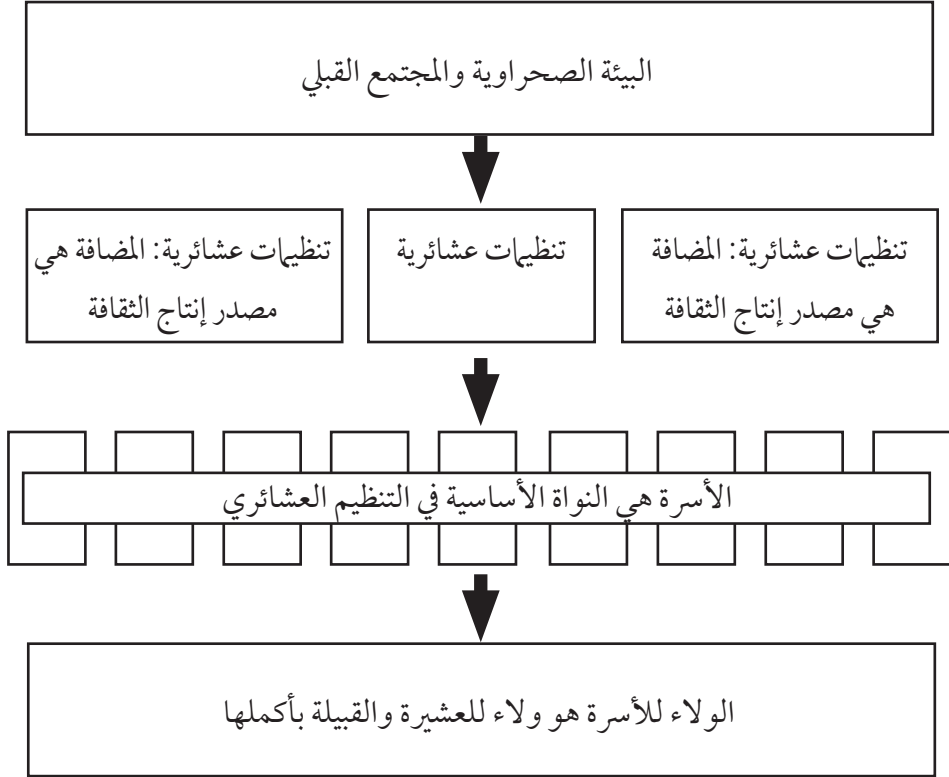 البيئة الصحراوية والمجتمع القبلي
تنظيمات عشائرية: المضافة
هي مصدر إنتاج الثقافة
تنظيمات عشائرية
تنظيمات عشائرية: المضافة هي
مصدر إنتاج الثقافة
الأسرة هي النواة الأساسية في التنظيم العشائري
الولاء للأسرة هو ولاء للعشيرة والقبيلة بأكملها